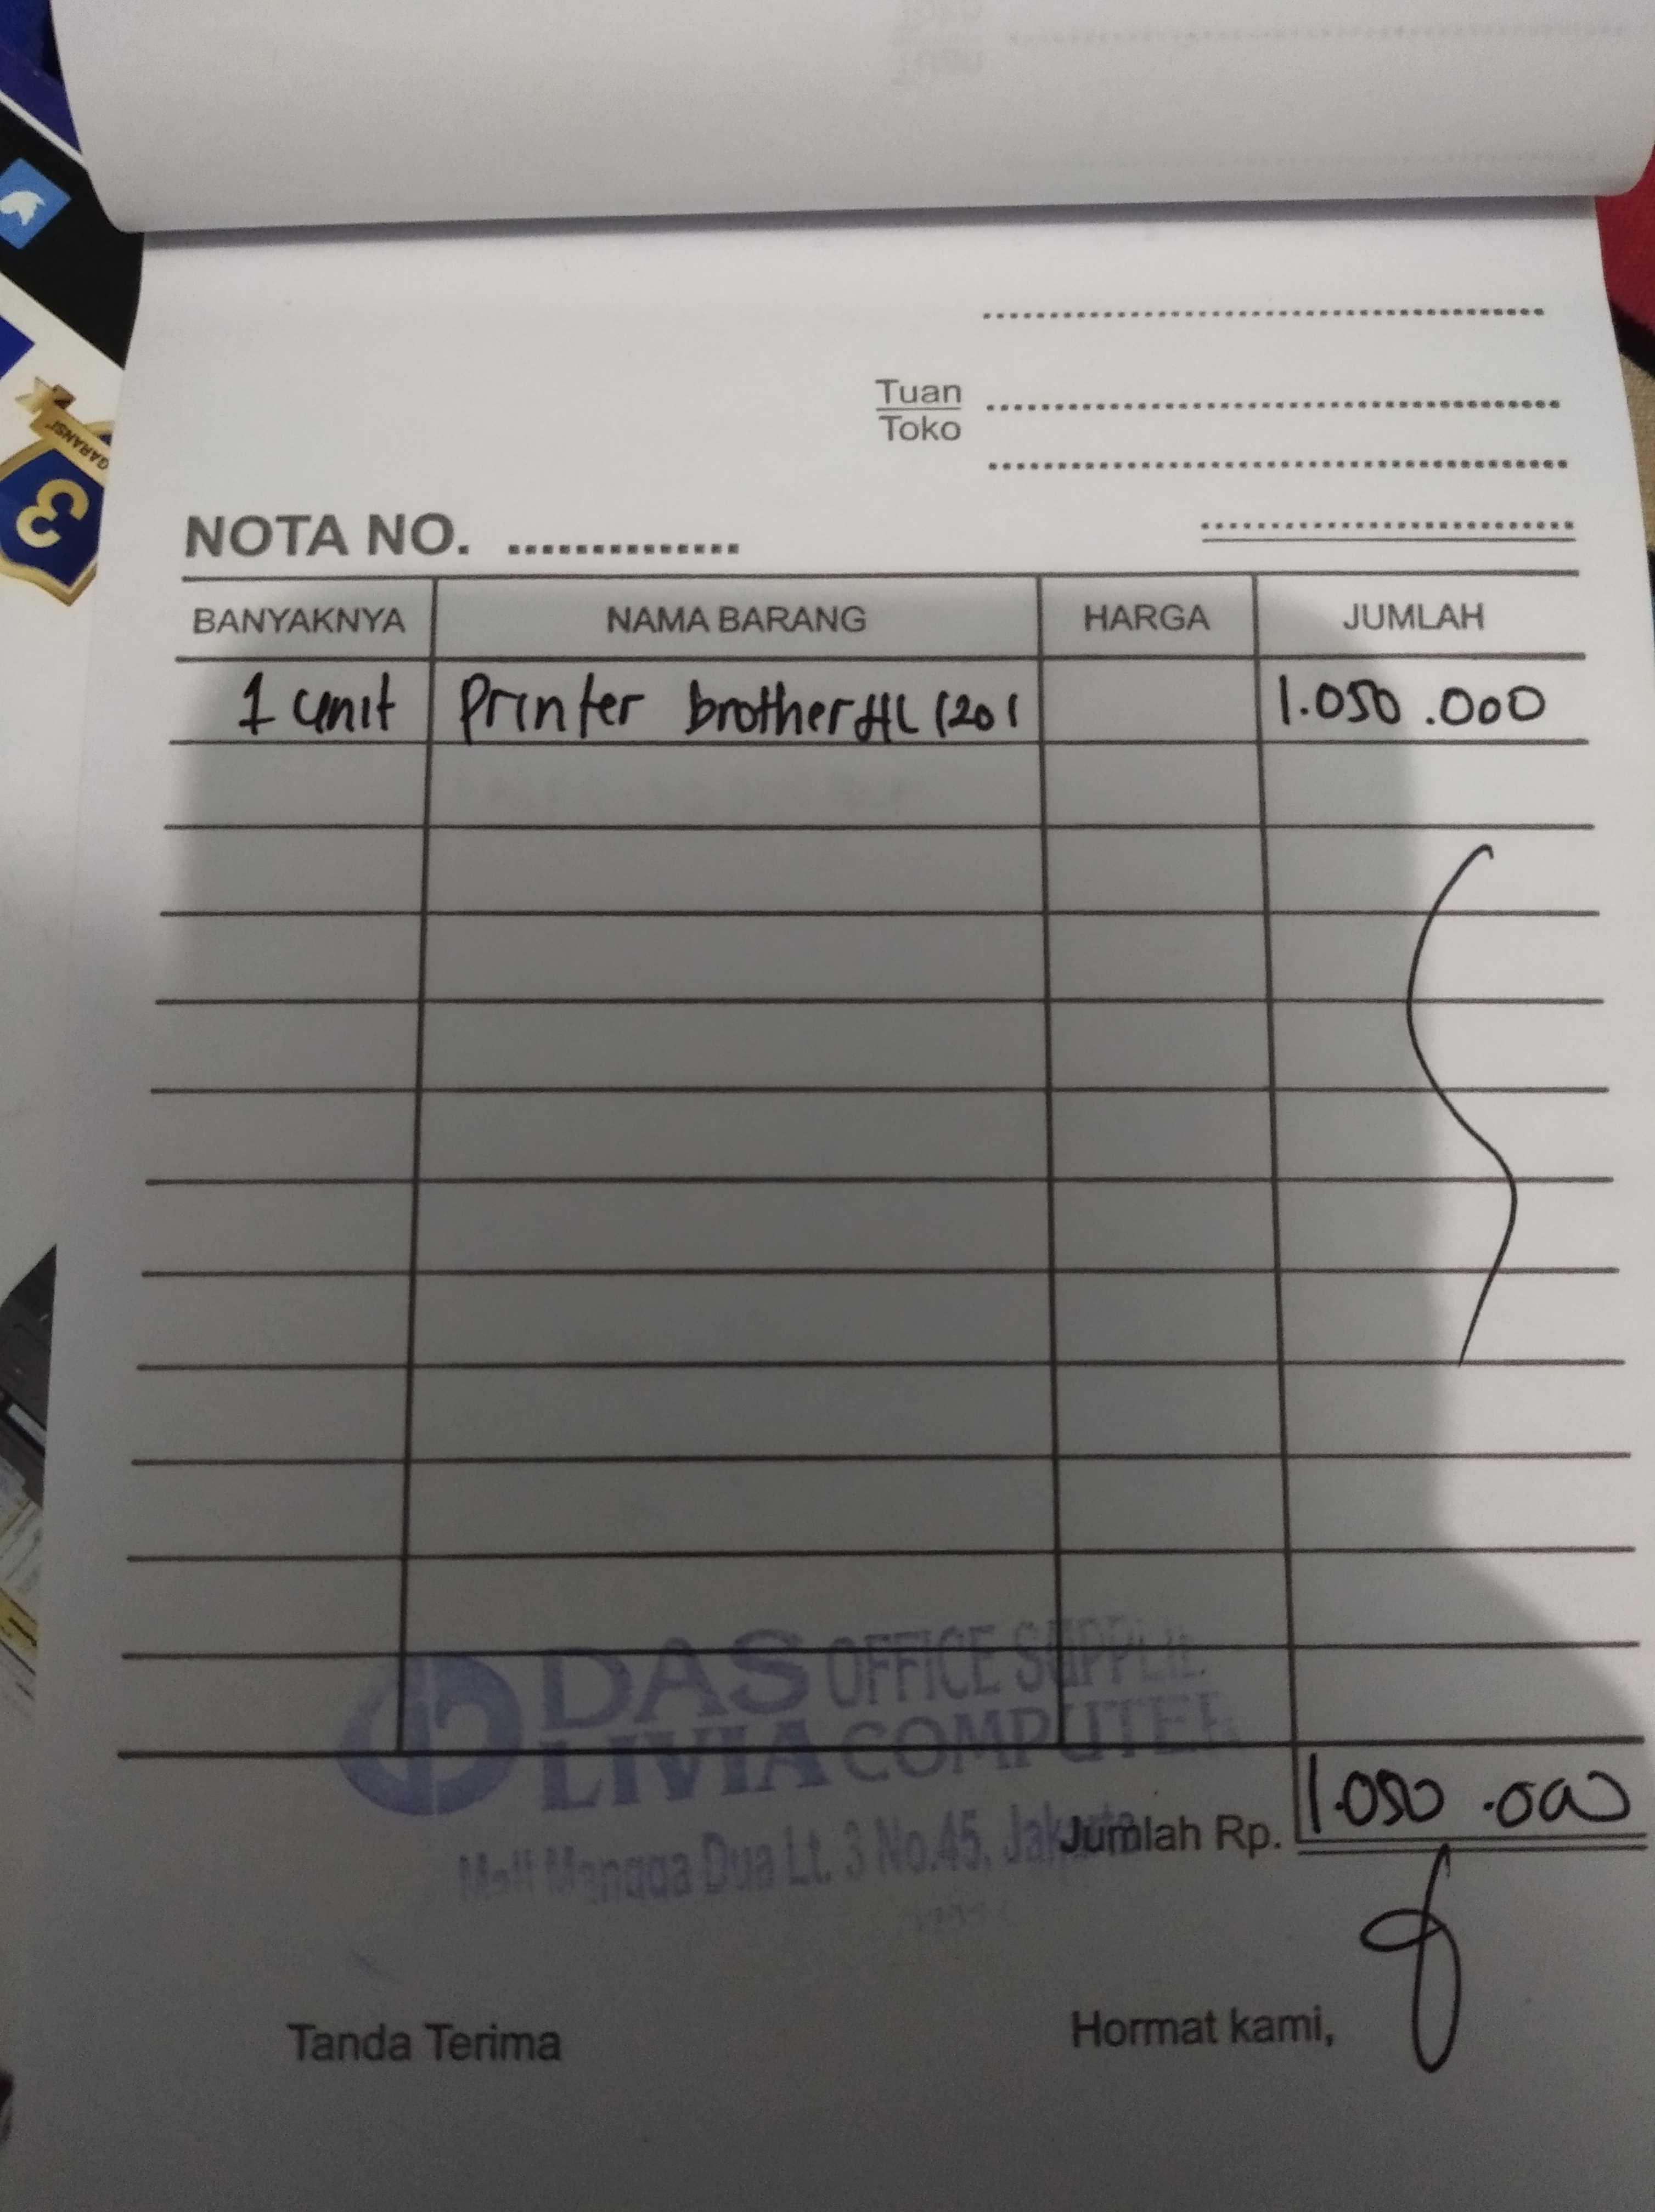 Tuan
Toko
NOTA NO.
BANYAKNYA NAMA BARANG HARGA JUMLAH
1 unit Printer brother HL 1201 1.050.000
DAS OFFICE SUPPLIE
LIVIA COMPUTER
Jumlah Rp. 1.050.000
Mall Mangga Dua Lt. 3 No.45, Jakarta
Tanda Terima Hormat kami,
GARANSI
3